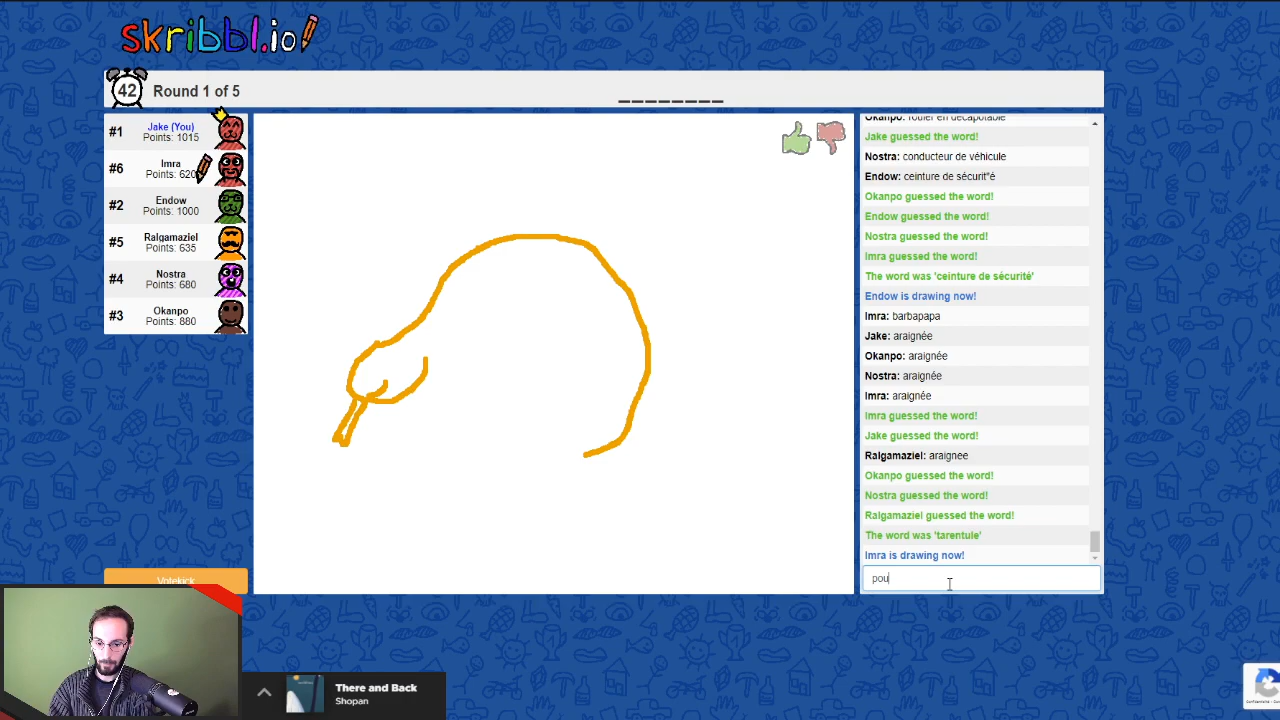 skribbl.io
42
Round 1 of 5
________
#1
Jake (You)
Points: 1015
#6
Imra
Points: 620
#2
Endow
Points: 1000
#5
Ralgamaziel
Points: 635
#4
Nostra
Points: 680
#3
Okanpo
Points: 880
Votekick
Okanpo: rouler en décapotable
Jake guessed the word!
Nostra: conducteur de véhicule
Endow: ceinture de sécurit"é
Okanpo guessed the word!
Endow guessed the word!
Nostra guessed the word!
Imra guessed the word!
The word was 'ceinture de sécurité'
Endow is drawing now!
Imra: barbapapa
Jake: araignée
Okanpo: araignée
Nostra: araignée
Imra: araignée
Imra guessed the word!
Jake guessed the word!
Ralgamaziel: araignee
Okanpo guessed the word!
Nostra guessed the word!
Ralgamaziel guessed the word!
The word was 'tarentule'
Imra is drawing now!
pou
There and Back
Shopan